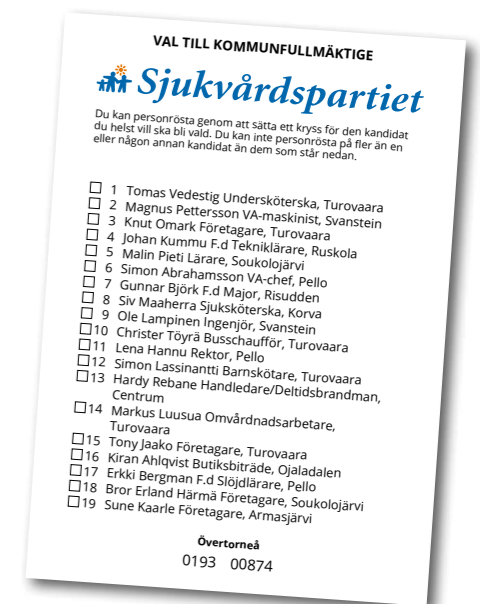 VAL TILL KOMMUNFULLMÄKTIGE
Sjukvårdspartiet
Du kan personrösta genom att sätta ett kryss för den kandidat
du helst vill ska bli vald. Du kan inte personrösta på fler än en
eller någon annan kandidat än dem som står nedan.
1 Tomas Vedestig Undersköterska, Turovaara
2 Magnus Pettersson VA-maskinist, Svanstein
3 Knut Omark Företagare, Turovaara
4 Johan Kummu F.d Tekniklärare, Ruskola
5 Malin Pieti Lärare, Soukolojärvi
6 Simon Abrahamsson VA-chef, Pello
7 Gunnar Björk F.d Major, Risudden
8 Siv Maaherra Sjuksköterska, Korva
9 Ole Lampinen Ingenjör, Svanstein
10 Christer Töyrä Busschaufför, Turovaara
11 Lena Hannu Rektor, Pello
12 Simon Lassinantti Barnskötare, Turovaara
13 Hardy Rebane Handledare/Deltidsbrandman,
Centrum
14 Markus Luusua Omvårdnadsarbetare,
Turovaara
15 Tony Jaako Företagare, Turovaara
16 Kiran Ahlqvist Butiksbiträde, Ojaladalen
17 Erkki Bergman F.d Slöjdlärare, Pello
18 Bror Erland Härmä Företagare, Soukolojärvi
19 Sune Kaarle Företagare, Armasjärvi
Övertorneå
0193 00874